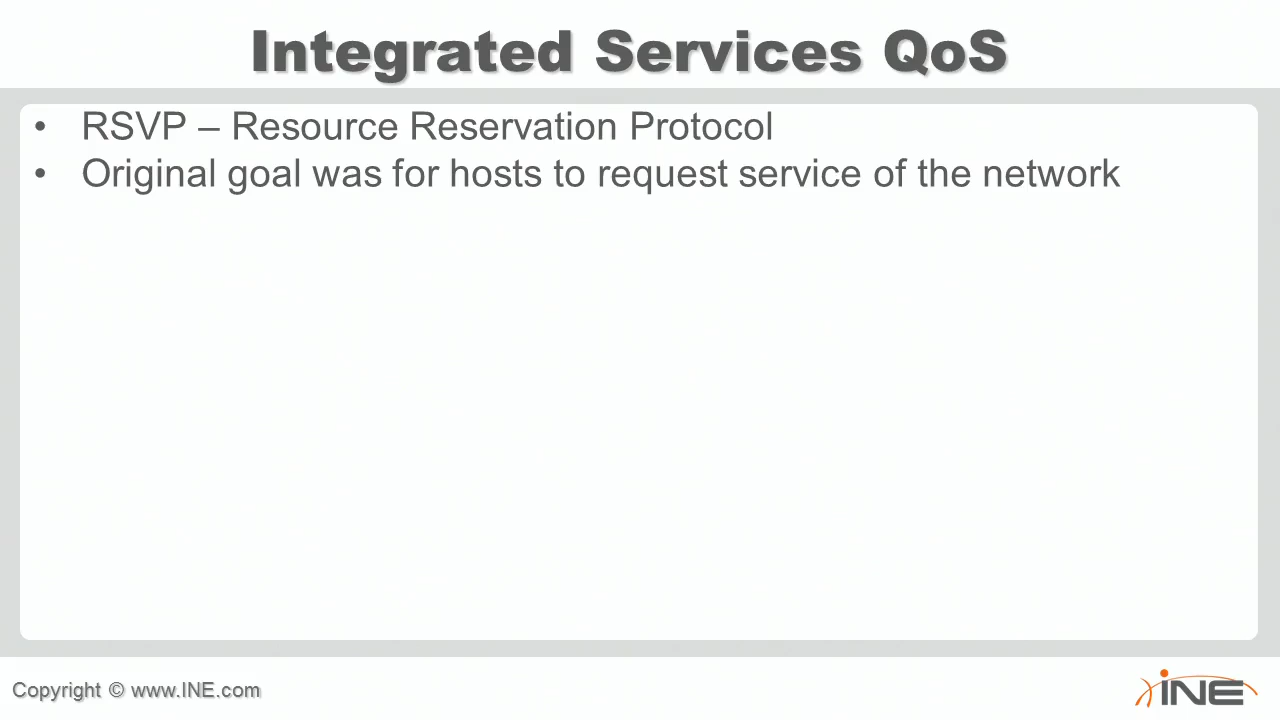 Integrated Services QoS
• RSVP – Resource Reservation Protocol
• Original goal was for hosts to request service of the network
Copyright © www.INE.com
INE